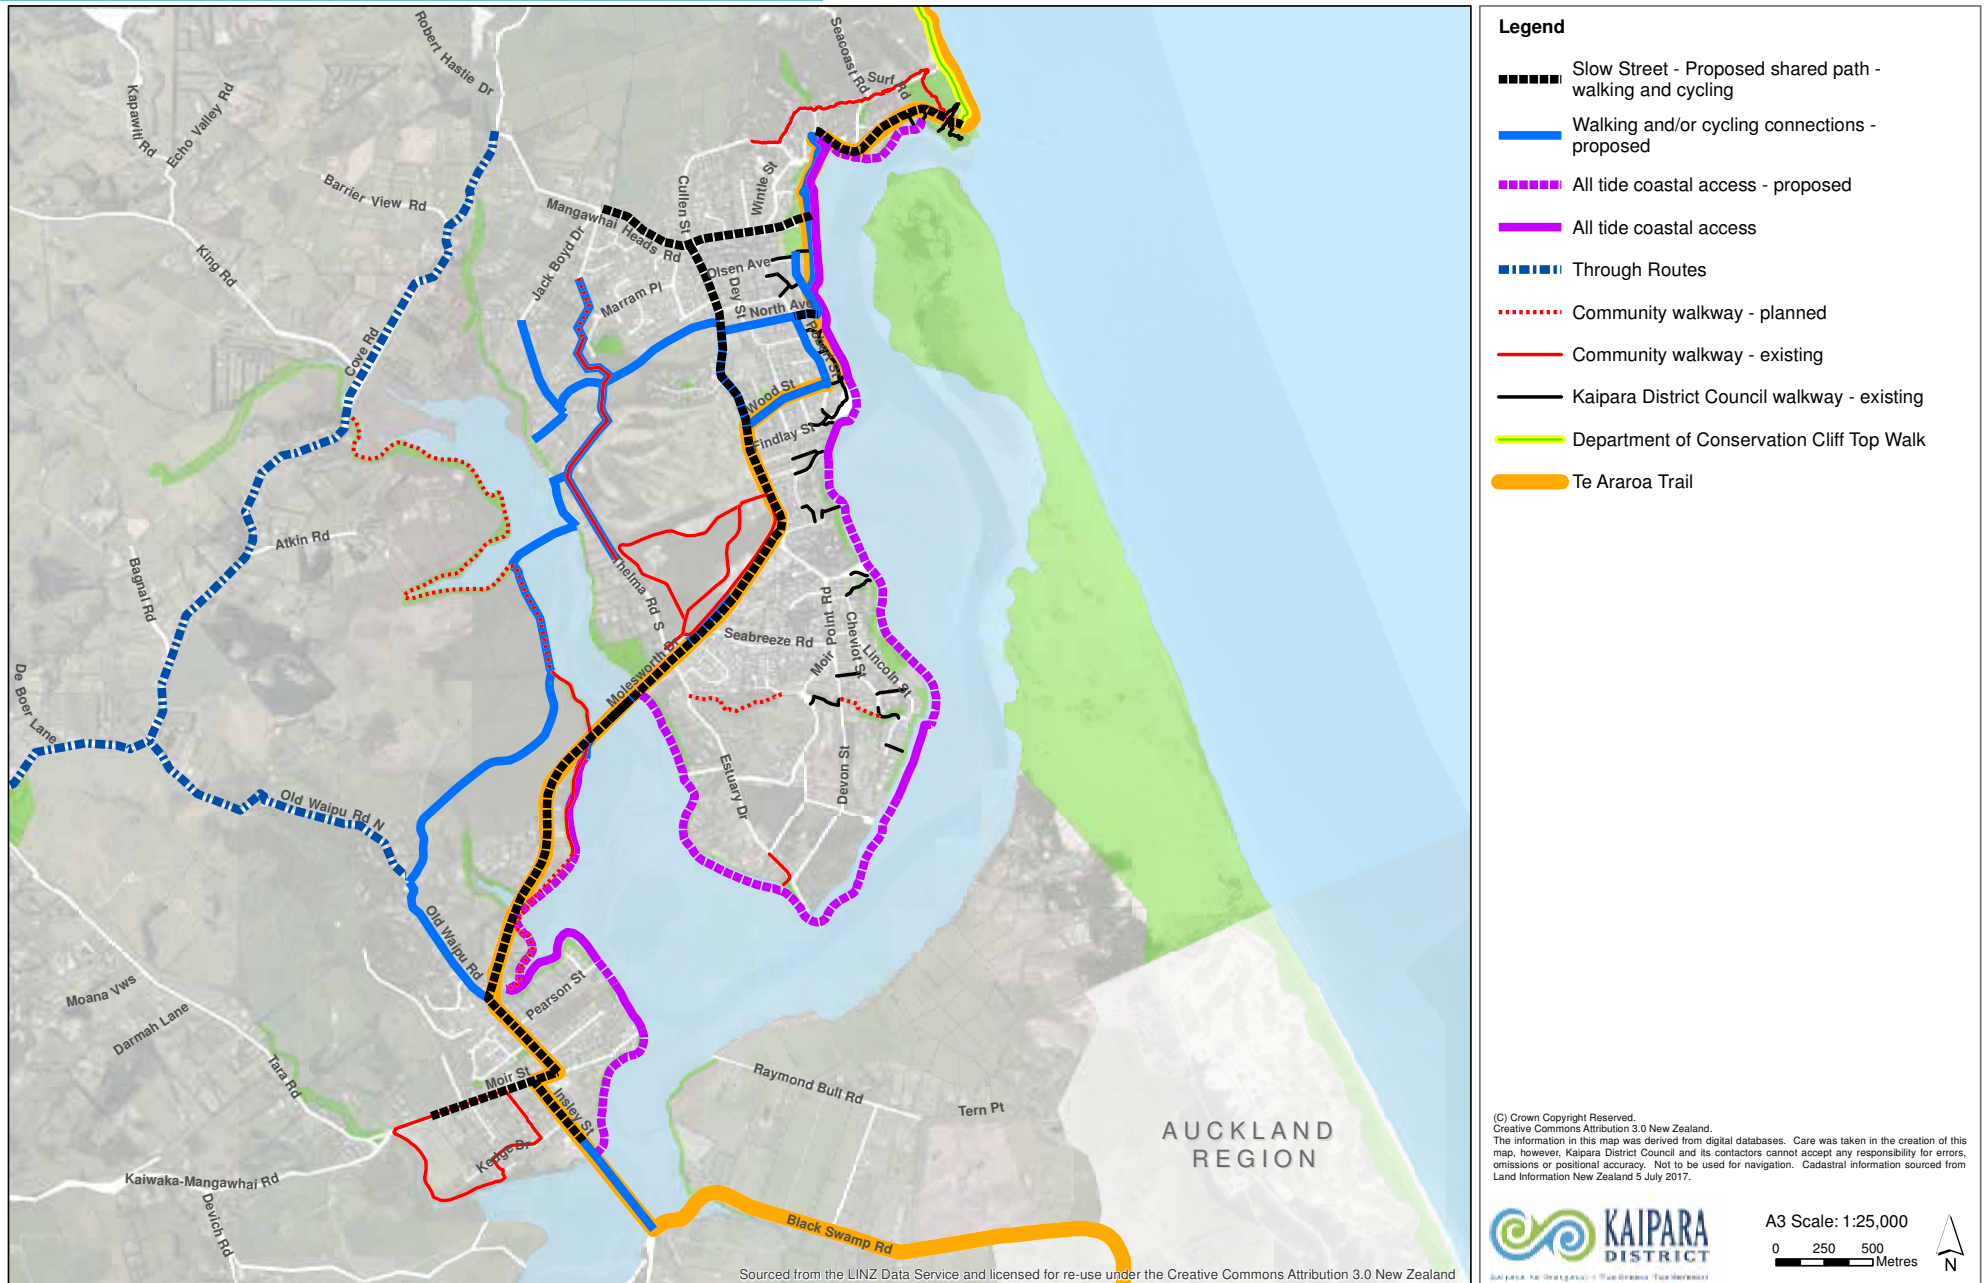 Robert Hastie Dr
Seacoast Rd
Surf Rd
Kapawiti Rd
Echo Valley Rd
Barrier View Rd
Mangawhai Heads Rd
Cullen St
Wintle St
King Rd
Jack Boyd Dr
Olsen Ave
Dey St
Marram Pl
North Ave
Robert St
Cove Rd
Wood St
Findlay St
Atkin Rd
Bagnal Rd
Thelma Rd S
Seabreeze Rd
Moir Point Rd
Cheviot St
Lincoln St
Molesworth Dr
De Boer Lane
Estuary Dr
Devon St
Old Waipu Rd N
Old Waipu Rd
Pearson St
Moana Vws
Darmah Lane
Tara Rd
Moir St
Insley St
Kedge Dr
Raymond Bull Rd
Tern Pt
AUCKLAND
REGION
Kaiwaka-Mangawhai Rd
Devich Rd
Black Swamp Rd
Sourced from the LINZ Data Service and licensed for re-use under the Creative Commons Attribution 3.0 New Zealand
Legend
Slow Street - Proposed shared path -
walking and cycling
Walking and/or cycling connections -
proposed
All tide coastal access - proposed
All tide coastal access
Through Routes
Community walkway - planned
Community walkway - existing
Kaipara District Council walkway - existing
Department of Conservation Cliff Top Walk
Te Araroa Trail
(C) Crown Copyright Reserved.
Creative Commons Attribution 3.0 New Zealand.
The information in this map was derived from digital databases. Care was taken in the creation of this
map, however, Kaipara District Council and its contactors cannot accept any responsibility for errors,
omissions or positional accuracy. Not to be used for navigation. Cadastral information sourced from
Land Information New Zealand 5 July 2017.
KAIPARA
DISTRICT
A3 Scale: 1:25,000
0 250 500
Metres
N